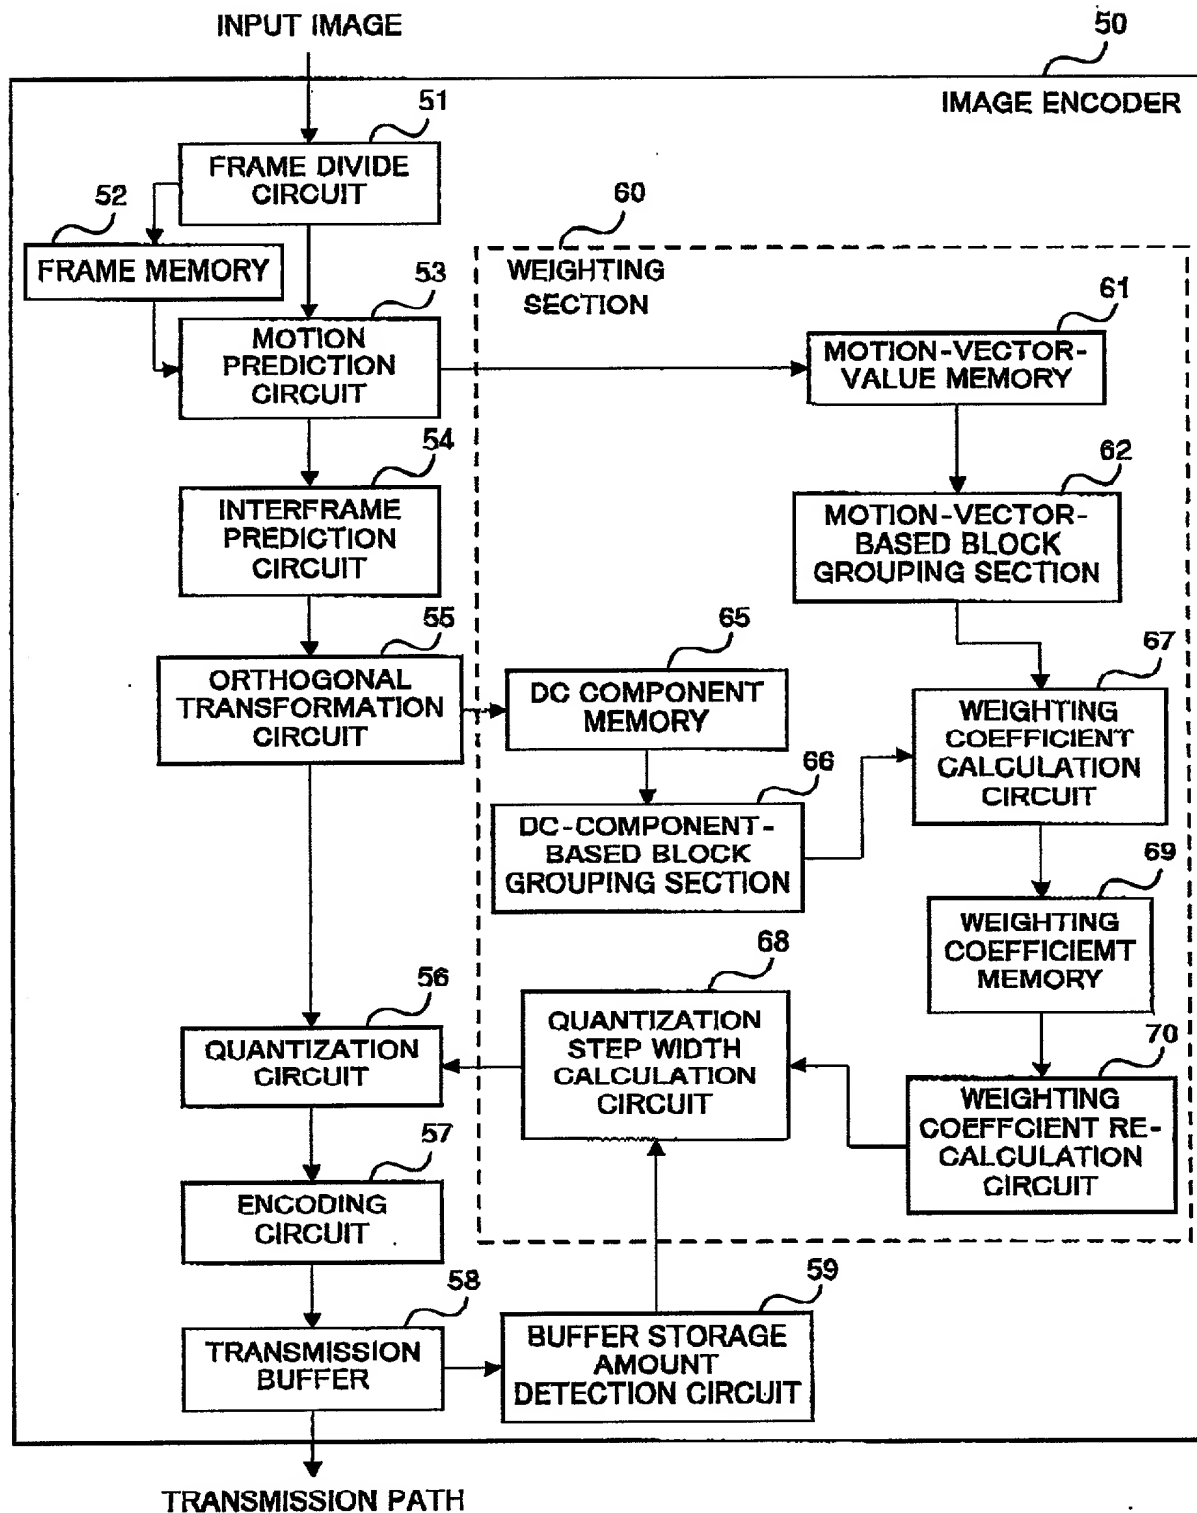 INPUT IMAGE
50
IMAGE ENCODER
51
FRAME DIVIDE
CIRCUIT
52
FRAME MEMORY
53
MOTION
PREDICTION
CIRCUIT
54
INTERFRAME
PREDICTION
CIRCUIT
55
ORTHOGONAL
TRANSFORMATION
CIRCUIT
56
QUANTIZATION
CIRCUIT
57
ENCODING
CIRCUIT
58
TRANSMISSION
BUFFER
TRANSMISSION PATH
59
BUFFER STORAGE
AMOUNT
DETECTION CIRCUIT
60
WEIGHTING
SECTION
61
MOTION-VECTOR-
VALUE MEMORY
62
MOTION-VECTOR-
BASED BLOCK
GROUPING SECTION
65
DC COMPONENT
MEMORY
66
DC-COMPONENT-
BASED BLOCK
GROUPING SECTION
67
WEIGHTING
COEFFICIENT
CALCULATION
CIRCUIT
69
WEIGHTING
COEFFICIEMT
MEMORY
70
WEIGHTING
COEFFCIENT RE-
CALCULATION
CIRCUIT
68
QUANTIZATION
STEP WIDTH
CALCULATION
CIRCUIT